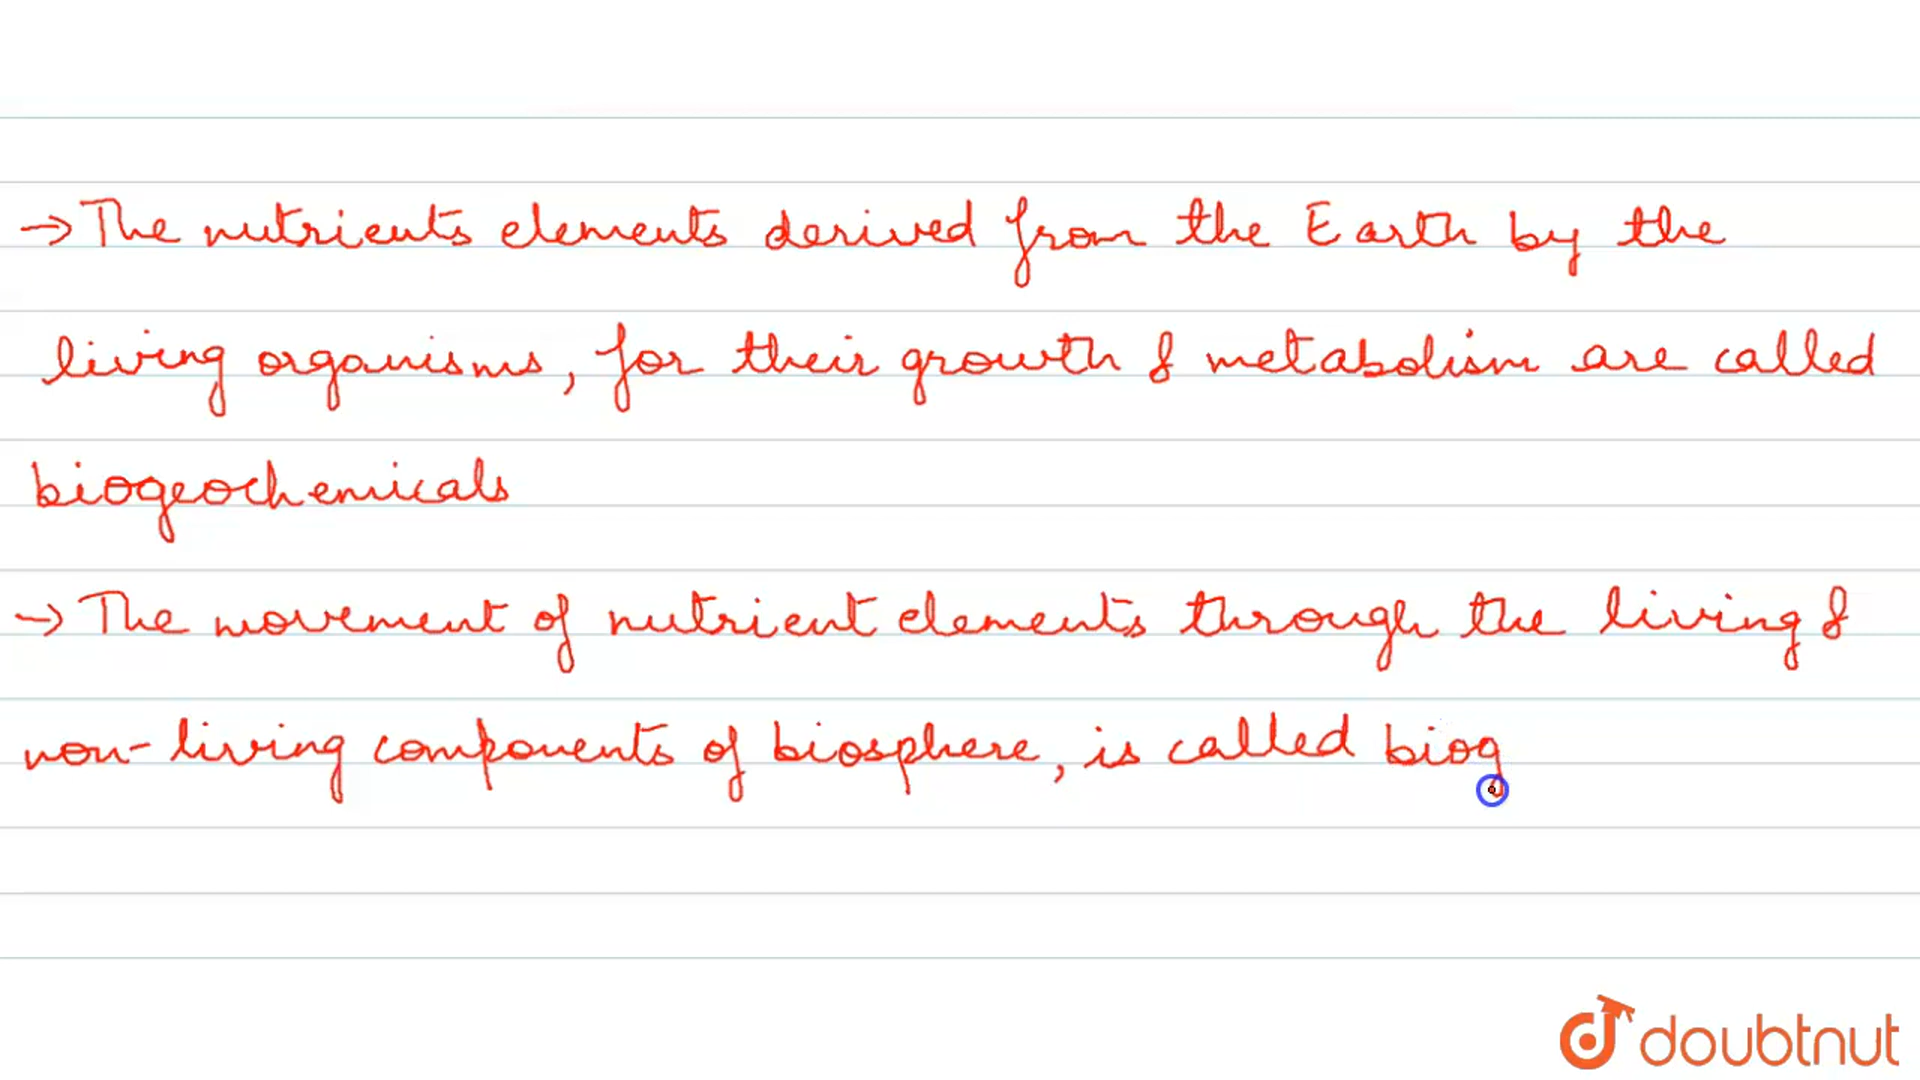 → The nutrients elements derived from the Earth by the
living organisms, for their growth & metabolism are called
biogeochemicals
→ The movement of nutrient elements through the living &
non-living components of biosphere, is called biog
doubtnut